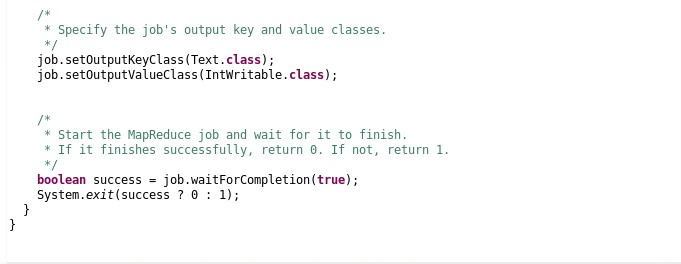 /*
 * Specify the job's output key and value classes.
 */
job.setOutputKeyClass(Text.class);
job.setOutputValueClass(IntWritable.class);
/*
 * Start the MapReduce job and wait for it to finish.
 * If it finishes successfully, return 0. If not, return 1.
 */
boolean success = job.waitForCompletion(true);
System.exit(success ? 0 : 1);
}
}